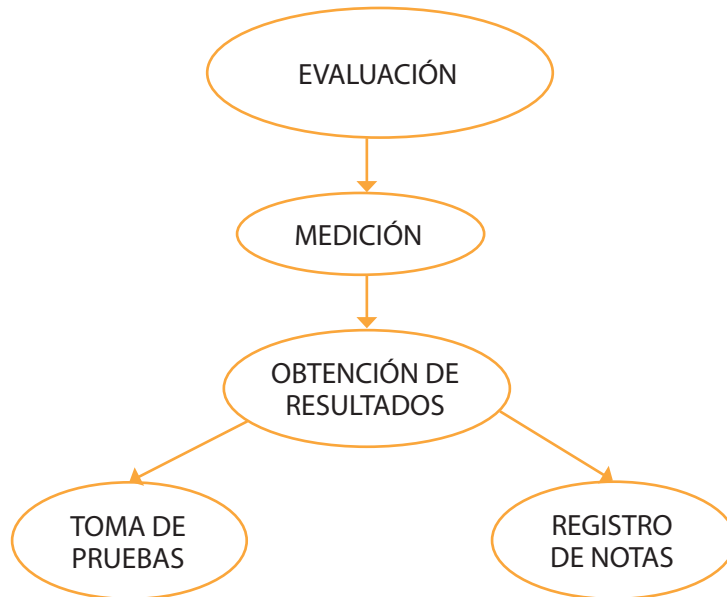 EVALUACIÓN
MEDICIÓN
OBTENCIÓN DE
RESULTADOS
TOMA DE
PRUEBAS
REGISTRO
DE NOTAS